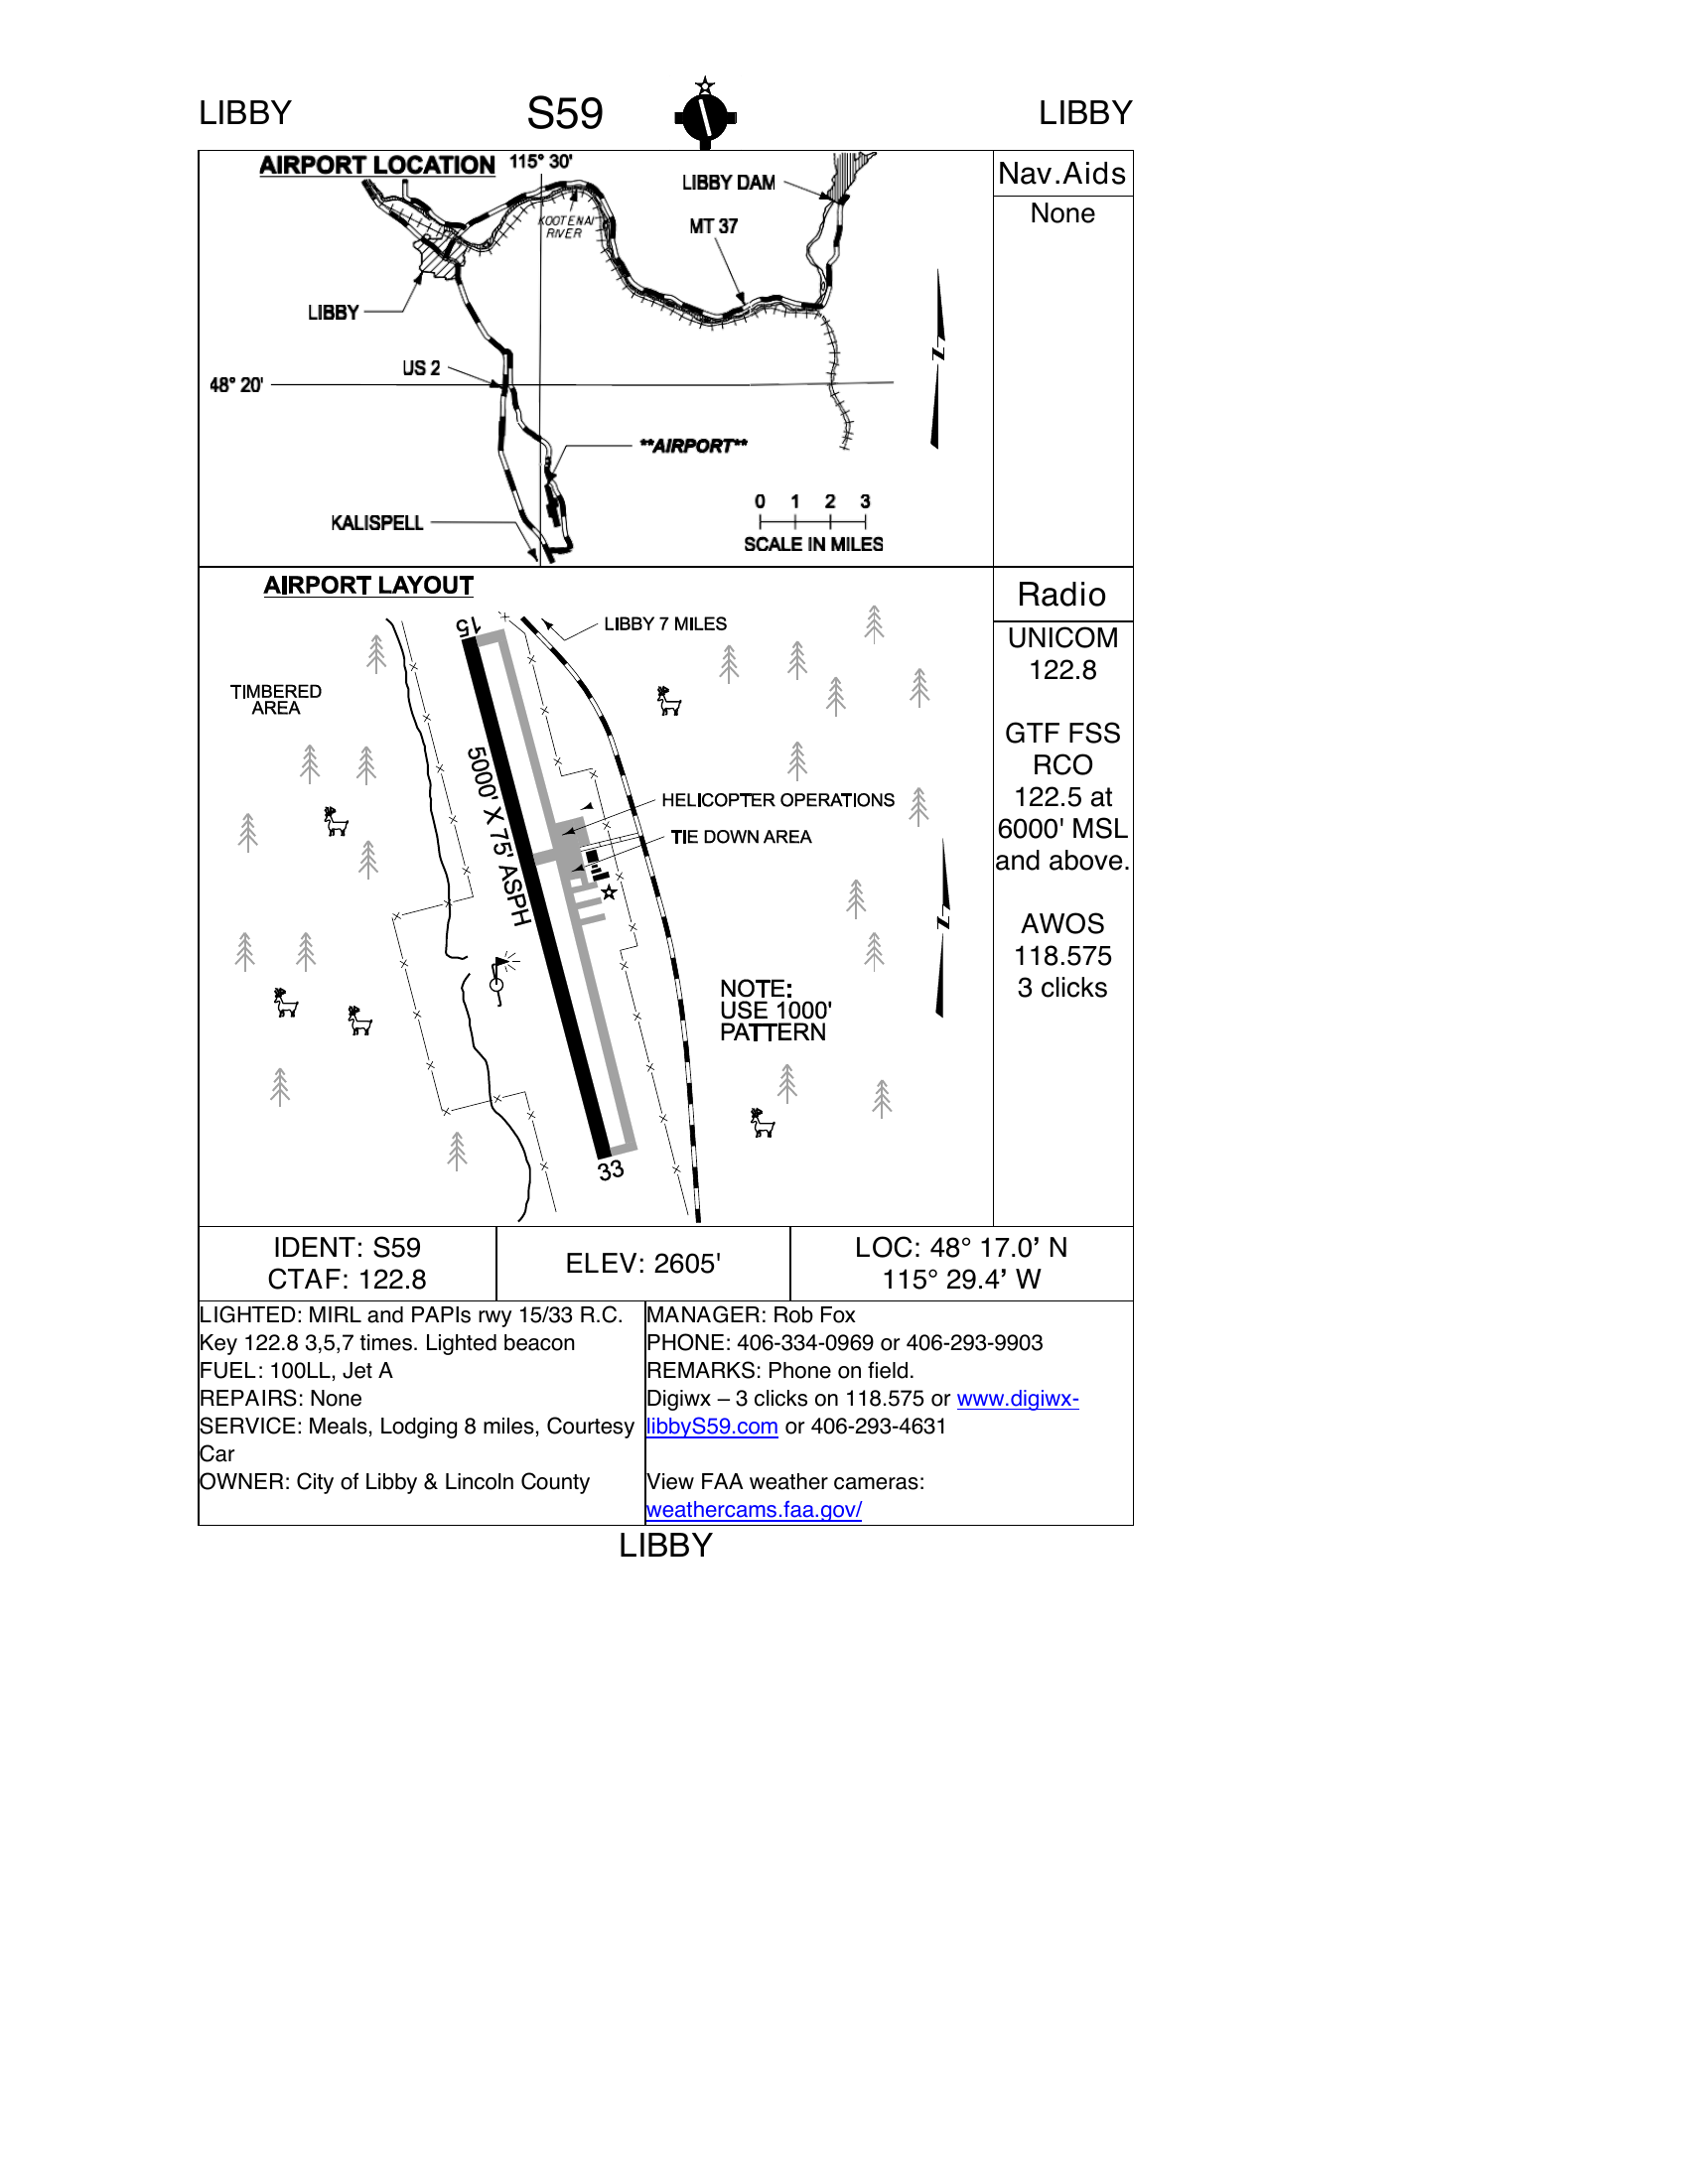 LIBBY S59 LIBBY
AIRPORT LOCATION
115° 30'
LIBBY DAM
KOOTENAI
RIVER
MT 37
LIBBY
US 2
48° 20'
**AIRPORT**
KALISPELL
0 1 2 3
SCALE IN MILES
N
Nav.Aids
None
AIRPORT LAYOUT
15
LIBBY 7 MILES
TIMBERED
AREA
5000' X 75' ASPH
HELICOPTER OPERATIONS
TIE DOWN AREA
N
NOTE:
USE 1000'
PATTERN
33
Radio
UNICOM
122.8
GTF FSS
RCO
122.5 at
6000' MSL
and above.
AWOS
118.575
3 clicks
IDENT: S59
CTAF: 122.8
ELEV: 2605'
LOC: 48° 17.0’ N
115° 29.4’ W
LIGHTED: MIRL and PAPIs rwy 15/33 R.C.
Key 122.8 3,5,7 times. Lighted beacon
FUEL: 100LL, Jet A
REPAIRS: None
SERVICE: Meals, Lodging 8 miles, Courtesy
Car
OWNER: City of Libby & Lincoln County
MANAGER: Rob Fox
PHONE: 406-334-0969 or 406-293-9903
REMARKS: Phone on field.
Digiwx – 3 clicks on 118.575 or www.digiwx-
libbyS59.com or 406-293-4631
View FAA weather cameras:
weathercams.faa.gov/
LIBBY